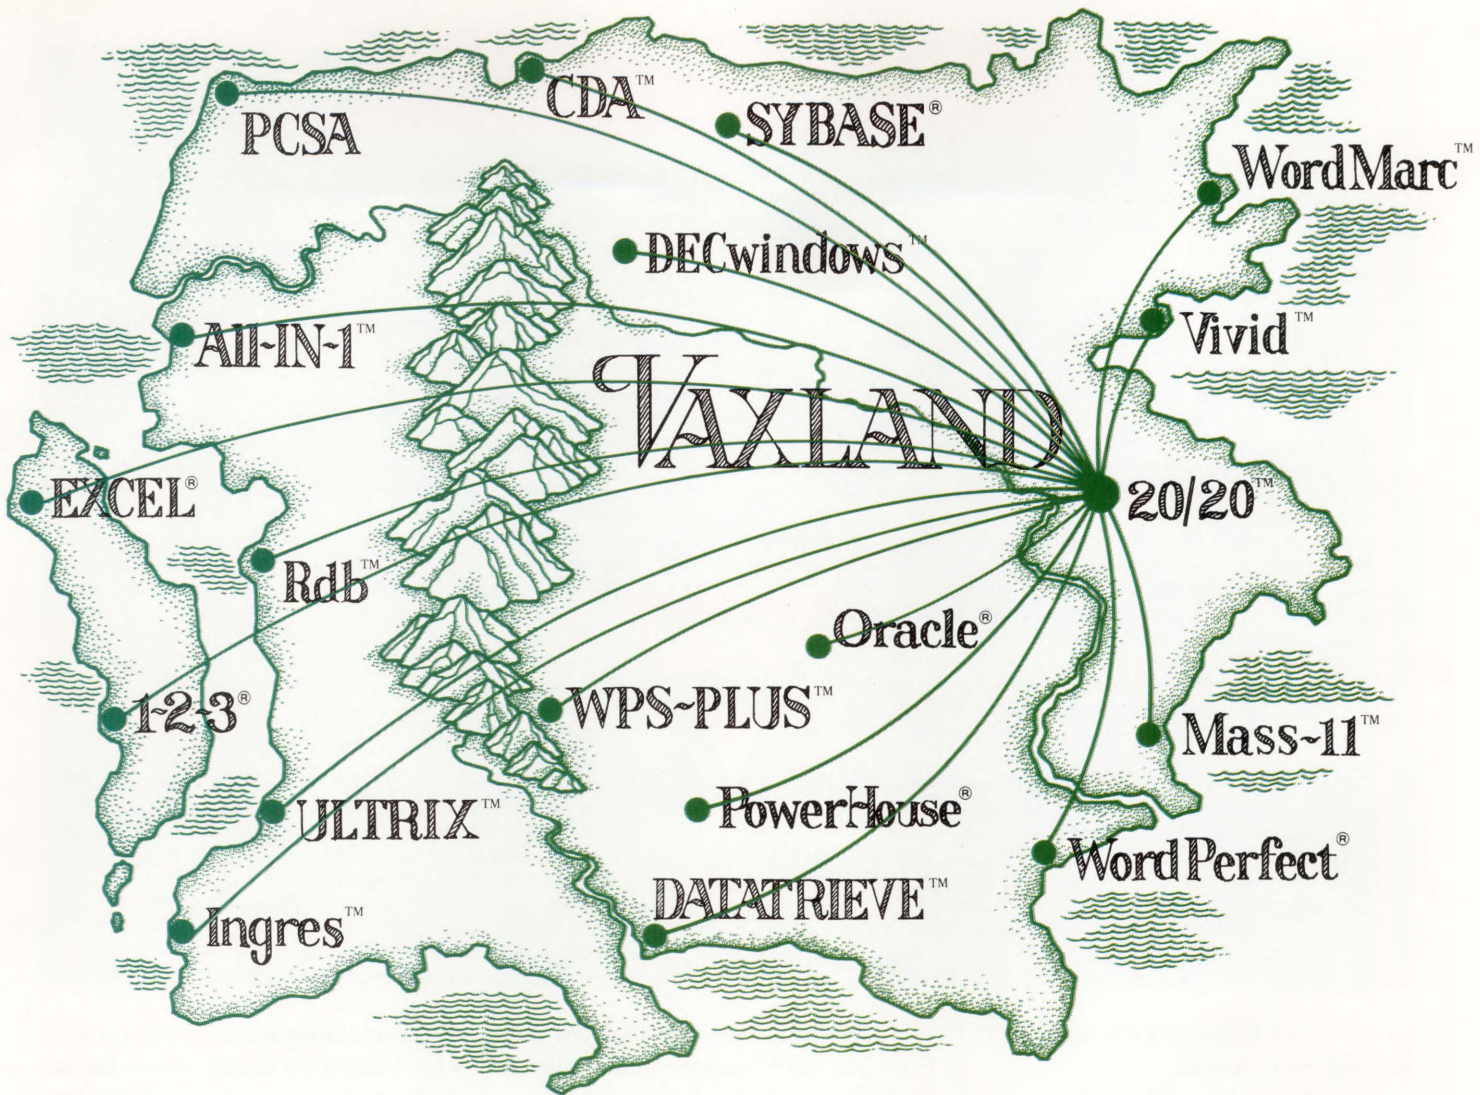 CDA™
PCSA
SYBASE®
WordMarc™
DECwindows™
All-IN-1™
Vivid™
VAXLAND
EXCEL®
20/20™
Rdb™
Oracle®
1-2-3®
WPS-PLUS™
Mass-11™
ULTRIX™
PowerHouse®
WordPerfect®
DATATRIEVE™
Ingres™